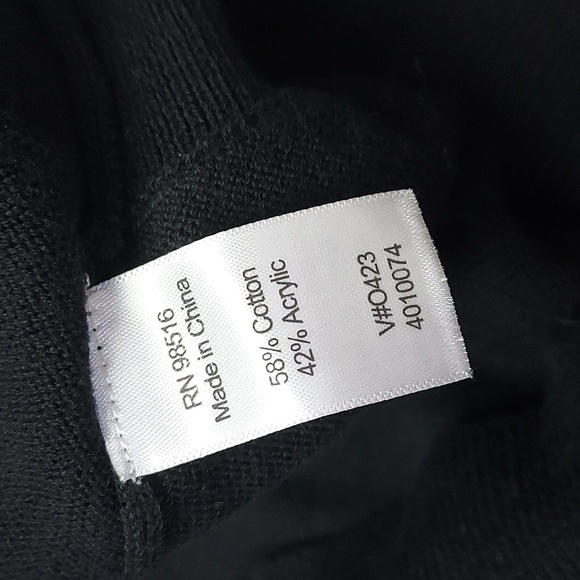 RN 98516
Made in China
58% Cotton
42% Acrylic
V#O423
4010074